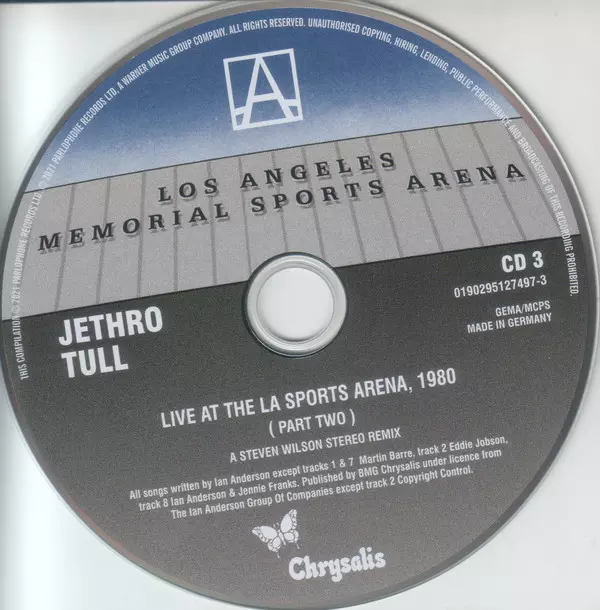 THIS COMPILATION ℗ 2021 PARLOPHONE RECORDS LTD. © 2021 PARLOPHONE RECORDS LTD. A WARNER MUSIC GROUP COMPANY. ALL RIGHTS RESERVED. UNAUTHORISED COPYING, HIRING, LENDING, PUBLIC PERFORMANCE AND BROADCASTING OF THIS RECORDING PROHIBITED.
A
LOS ANGELES
MEMORIAL SPORTS ARENA
CD 3
0190295127497-3
GEMA/MCPS
MADE IN GERMANY
JETHRO
TULL
LIVE AT THE LA SPORTS ARENA, 1980
( PART TWO )
A STEVEN WILSON STEREO REMIX
All songs written by Ian Anderson except tracks 1 & 7 Martin Barre, track 2 Eddie Jobson,
track 8 Ian Anderson & Jennie Franks. Published by BMG Chrysalis under licence from
The Ian Anderson Group Of Companies except track 2 Copyright Control.
Chrysalis